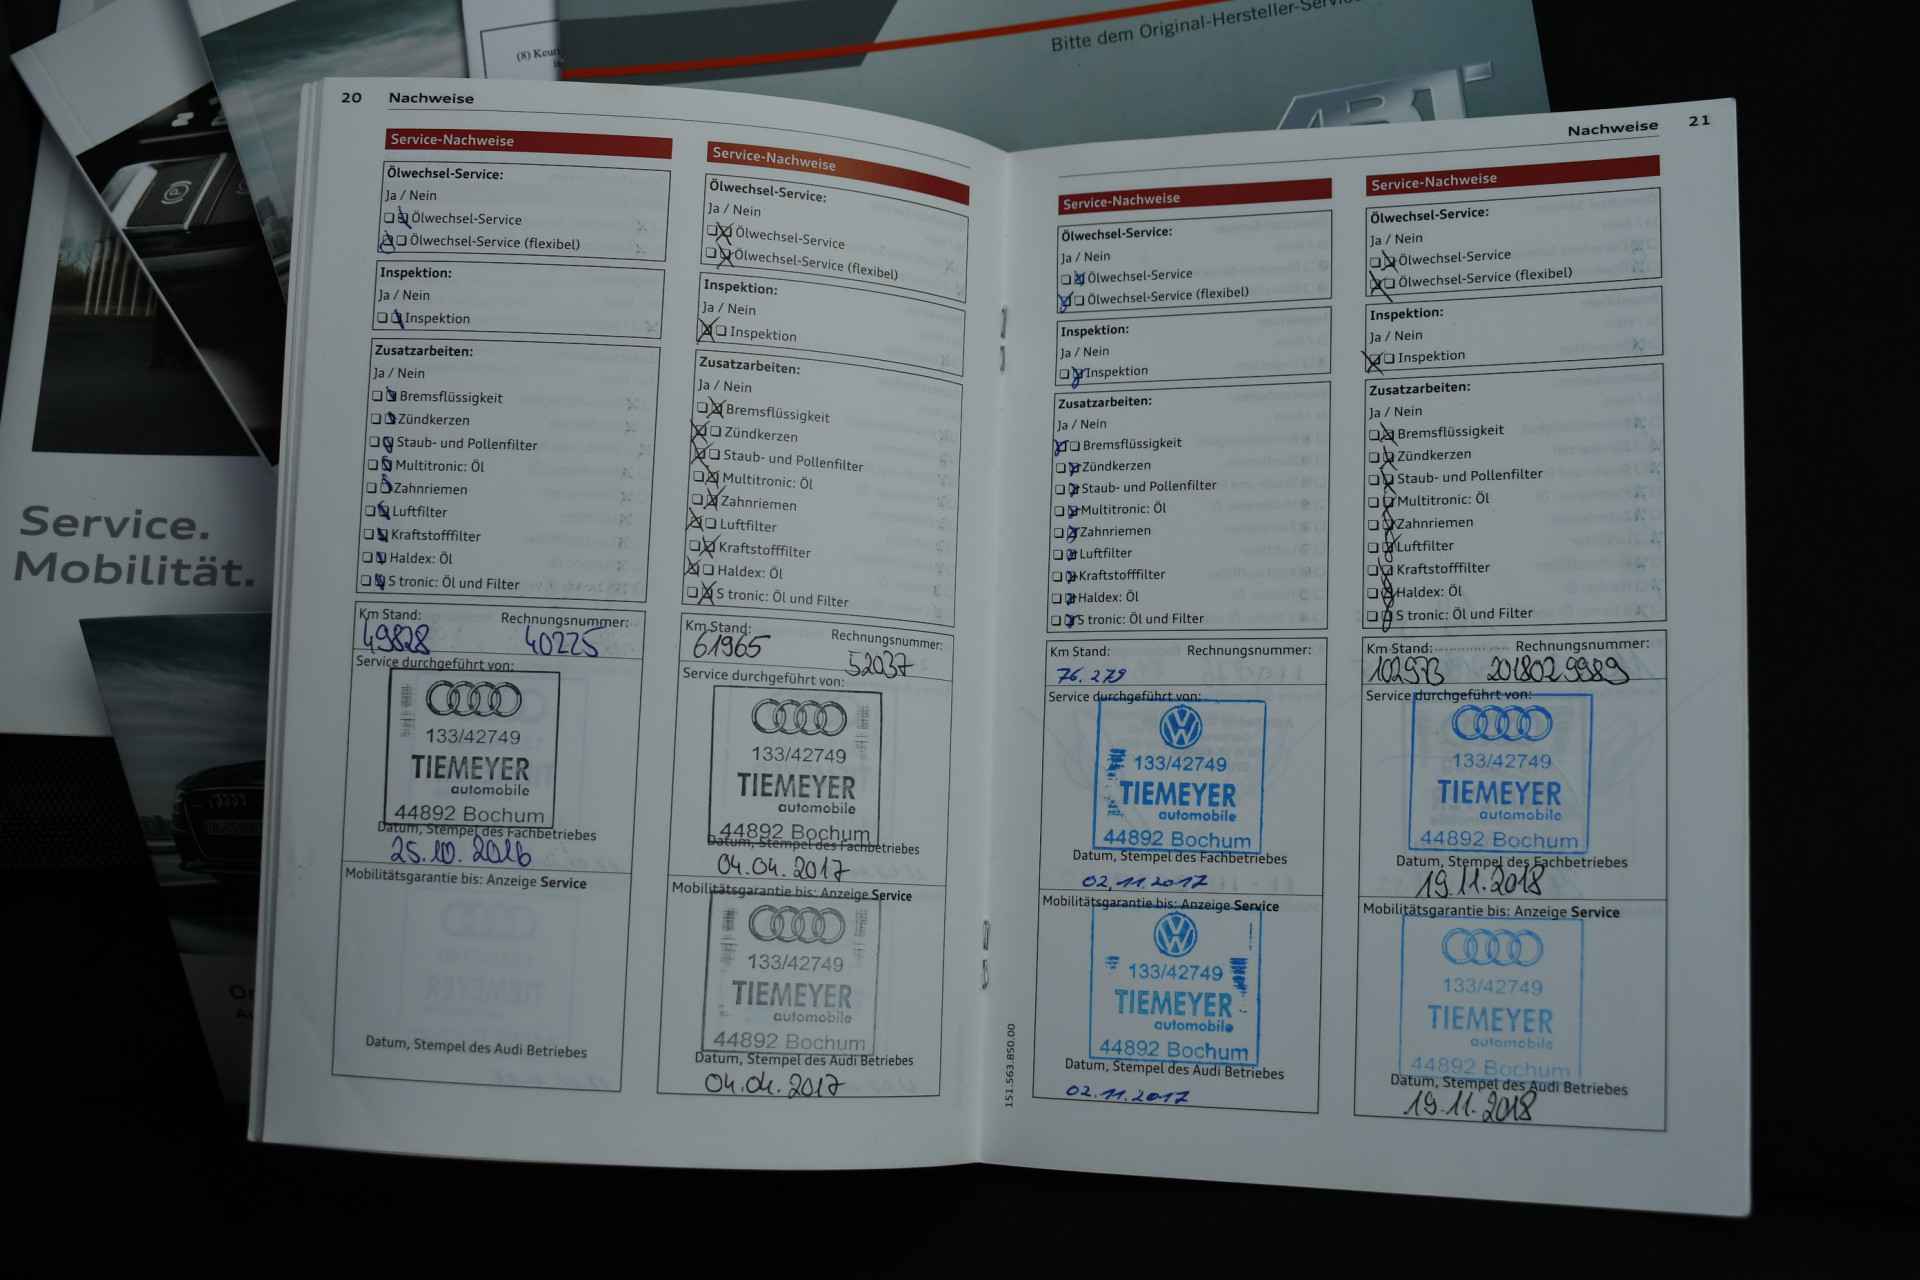 (8)
Bitte dem Original-Hersteller-Service
ABT
Service.
Mobilität.
20 Nachweise
Service-Nachweise
Ölwechsel-Service:
Ja / Nein
Ölwechsel-Service
Ölwechsel-Service (flexibel)
Inspektion:
Ja / Nein
Inspektion
Zusatzarbeiten:
Ja / Nein
Bremsflüssigkeit
Zündkerzen
Staub- und Pollenfilter
Multitronic: Öl
Zahnriemen
Luftfilter
Kraftstofffilter
Haldex: Öl
S tronic: Öl und Filter
Km Stand: Rechnungsnummer:
49828 40225
Service durchgeführt von:
133/42749
TIEMEYER
automobile
44892 Bochum
Datum, Stempel des Fachbetriebes
25.10.2016
Mobilitätsgarantie bis: Anzeige Service
Datum, Stempel des Audi Betriebes
Service-Nachweise
Ölwechsel-Service:
Ja / Nein
Ölwechsel-Service
Ölwechsel-Service (flexibel)
Inspektion:
Ja / Nein
Inspektion
Zusatzarbeiten:
Ja / Nein
Bremsflüssigkeit
Zündkerzen
Staub- und Pollenfilter
Multitronic: Öl
Zahnriemen
Luftfilter
Kraftstofffilter
Haldex: Öl
S tronic: Öl und Filter
Km Stand: Rechnungsnummer:
61965 52037
Service durchgeführt von:
133/42749
TIEMEYER
automobile
44892 Bochum
Datum, Stempel des Fachbetriebes
04.04.2017
Mobilitätsgarantie bis: Anzeige Service
133/42749
TIEMEYER
automobile
44892 Bochum
Datum, Stempel des Audi Betriebes
04.04.2017
Nachweise 21
Service-Nachweise
Ölwechsel-Service:
Ja / Nein
Ölwechsel-Service
Ölwechsel-Service (flexibel)
Inspektion:
Ja / Nein
Inspektion
Zusatzarbeiten:
Ja / Nein
Bremsflüssigkeit
Zündkerzen
Staub- und Pollenfilter
Multitronic: Öl
Zahnriemen
Luftfilter
Kraftstofffilter
Haldex: Öl
S tronic: Öl und Filter
Km Stand: Rechnungsnummer:
76.279
Service durchgeführt von:
133/42749
TIEMEYER
automobile
44892 Bochum
Datum, Stempel des Fachbetriebes
02.11.2017
Mobilitätsgarantie bis: Anzeige Service
133/42749
TIEMEYER
automobile
44892 Bochum
Datum, Stempel des Audi Betriebes
02.11.2017
151.563.850.00
Service-Nachweise
Ölwechsel-Service:
Ja / Nein
Ölwechsel-Service
Ölwechsel-Service (flexibel)
Inspektion:
Ja / Nein
Inspektion
Zusatzarbeiten:
Ja / Nein
Bremsflüssigkeit
Zündkerzen
Staub- und Pollenfilter
Multitronic: Öl
Zahnriemen
Luftfilter
Kraftstofffilter
Haldex: Öl
S tronic: Öl und Filter
Km Stand: Rechnungsnummer:
102973 2018029989
Service durchgeführt von:
133/42749
TIEMEYER
automobile
44892 Bochum
Datum, Stempel des Fachbetriebes
19.11.2018
Mobilitätsgarantie bis: Anzeige Service
133/42749
TIEMEYER
automobile
44892 Bochum
Datum, Stempel des Audi Betriebes
19.11.2018